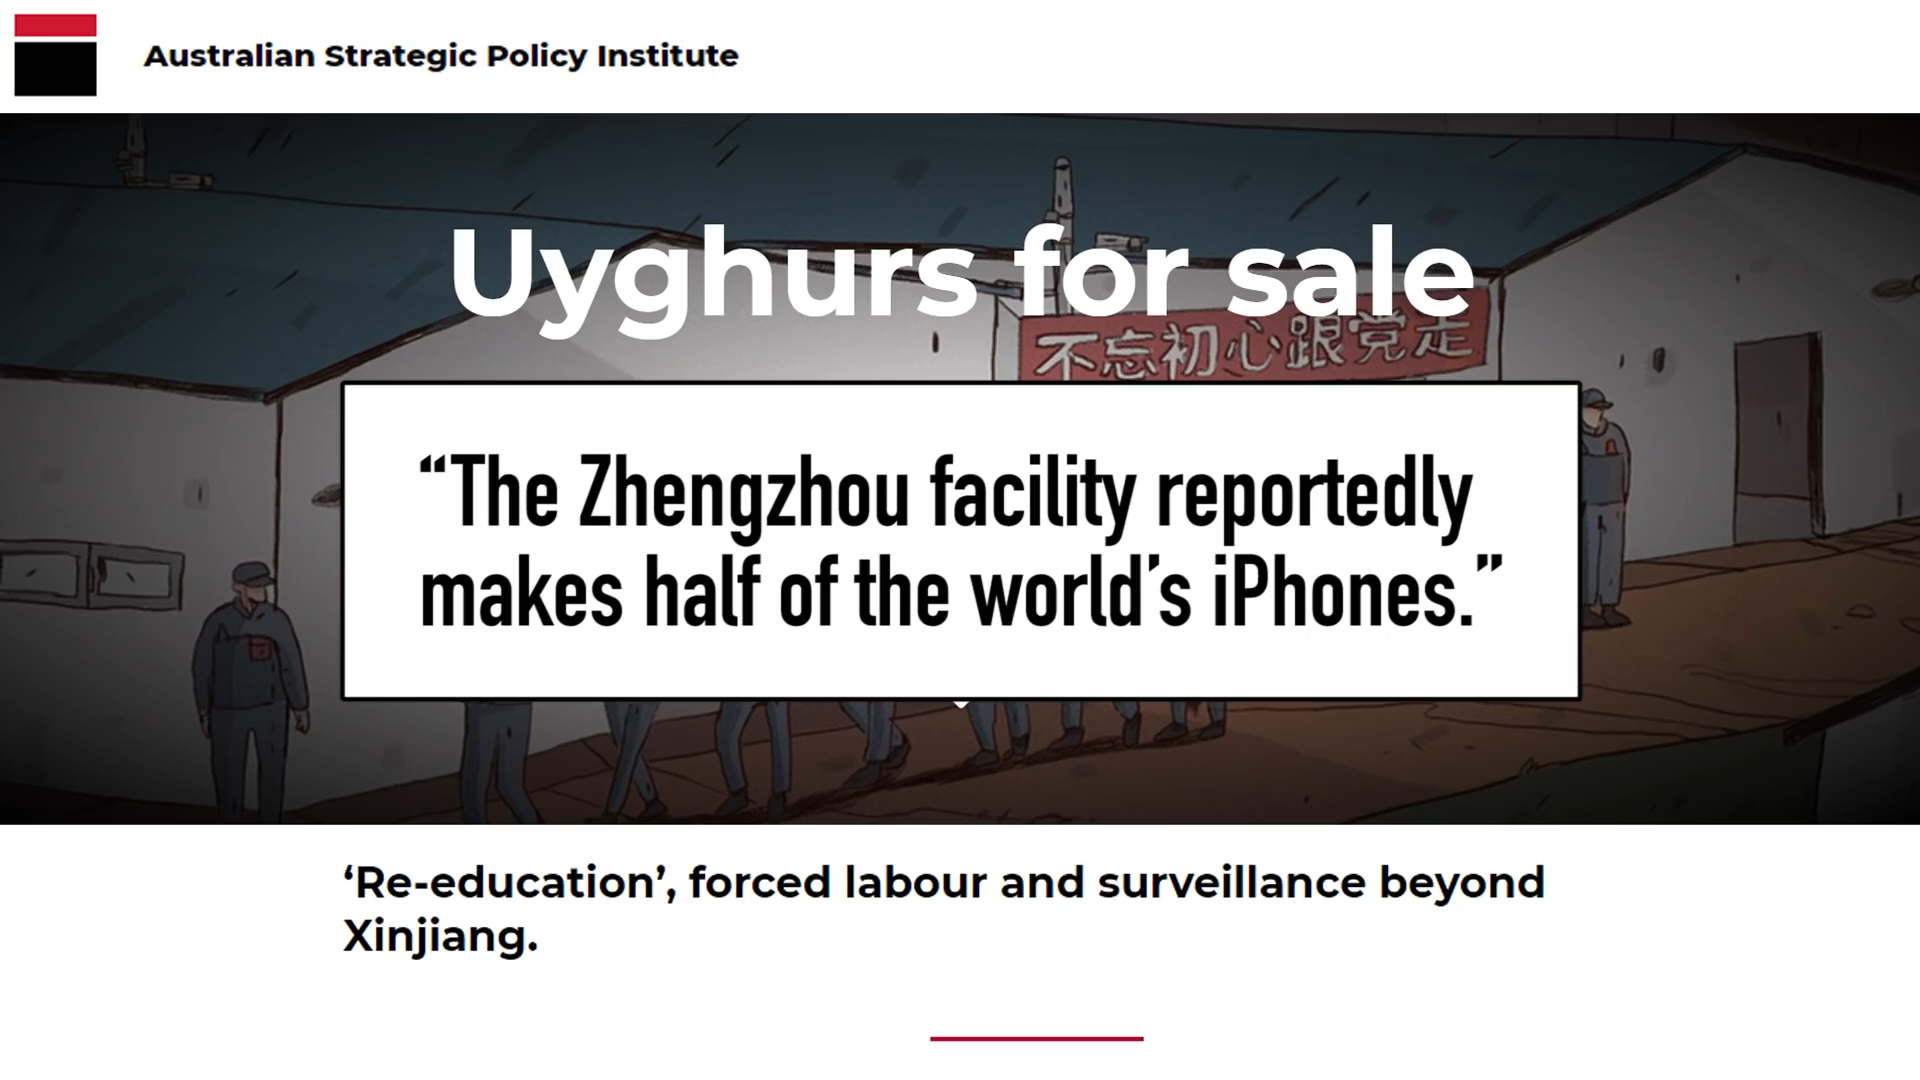 Australian Strategic Policy Institute
Uyghurs for sale
不忘初心跟党走
“The Zhengzhou facility reportedly
makes half of the world’s iPhones.”
‘Re-education’, forced labour and surveillance beyond
Xinjiang.